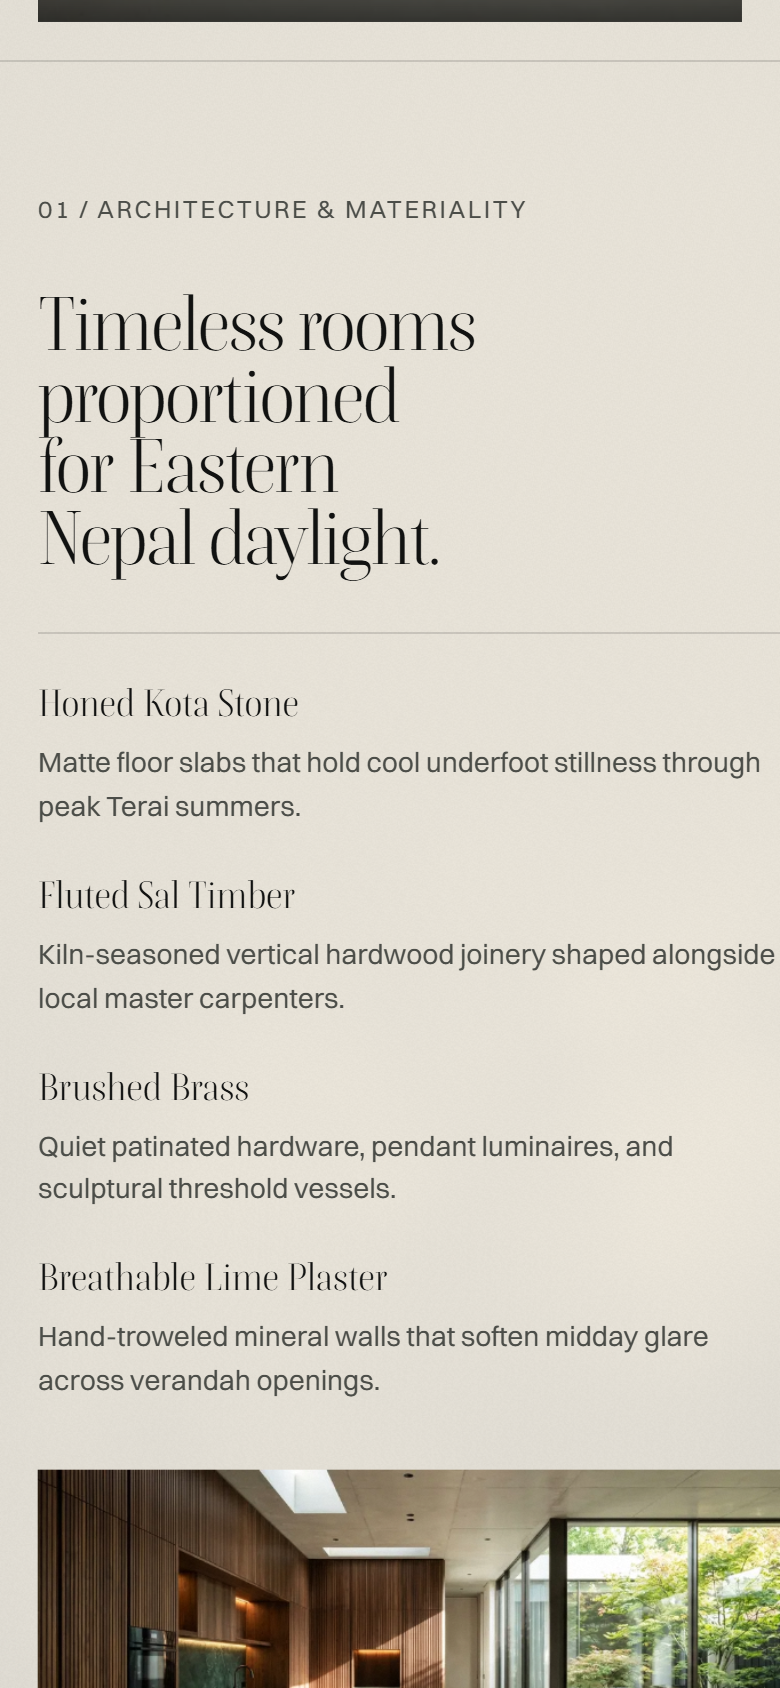 01 / ARCHITECTURE & MATERIALITY
Timeless rooms
proportioned
for Eastern
Nepal daylight.
Honed Kota Stone
Matte floor slabs that hold cool underfoot stillness through
peak Terai summers.
Fluted Sal Timber
Kiln-seasoned vertical hardwood joinery shaped alongside
local master carpenters.
Brushed Brass
Quiet patinated hardware, pendant luminaires, and
sculptural threshold vessels.
Breathable Lime Plaster
Hand-troweled mineral walls that soften midday glare
across verandah openings.